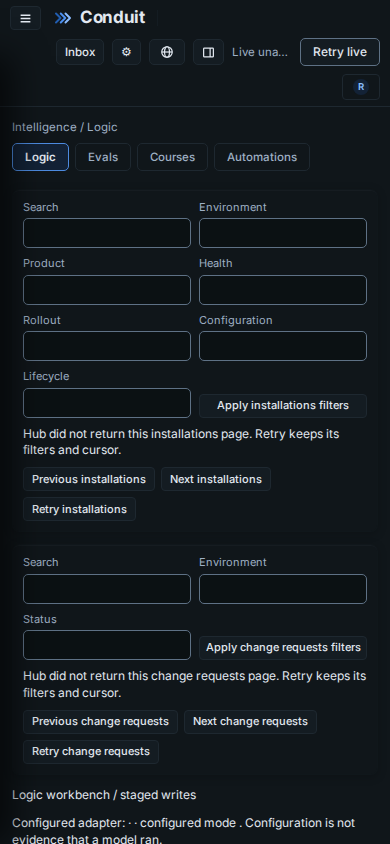 Conduit
Inbox
Live una...
Retry live
R
Intelligence / Logic
Logic
Evals
Courses
Automations
Search
Environment
Product
Health
Rollout
Configuration
Lifecycle
Apply installations filters
Hub did not return this installations page. Retry keeps its
filters and cursor.
Previous installations
Next installations
Retry installations
Search
Environment
Status
Apply change requests filters
Hub did not return this change requests page. Retry keeps its
filters and cursor.
Previous change requests
Next change requests
Retry change requests
Logic workbench / staged writes
Configured adapter: · · configured mode . Configuration is not
evidence that a model ran.